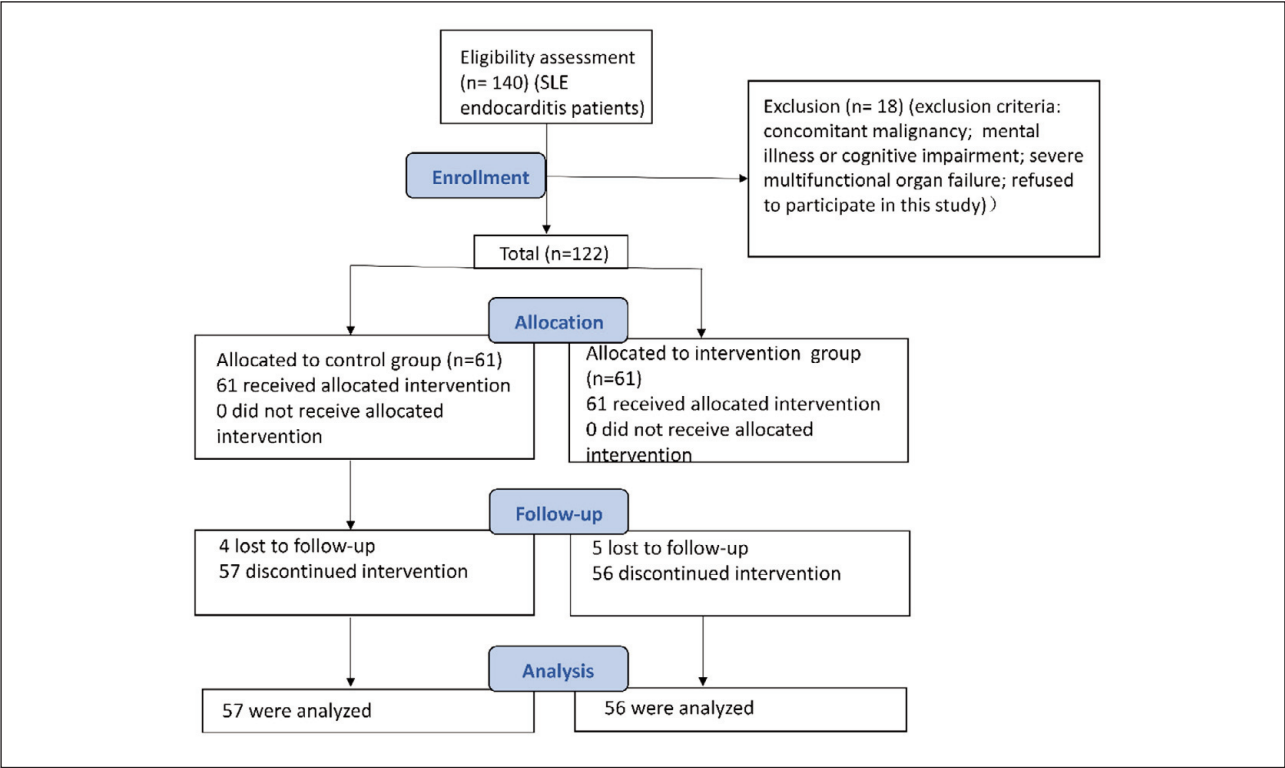 Eligibility assessment
(n= 140) (SLE
endocarditis patients)
Exclusion (n= 18) (exclusion criteria:
concomitant malignancy;  mental
illness or cognitive impairment; severe
multifunctional organ failure; refused
to participate in this study)）
Enrollment
Total (n=122)
Allocation
Allocated to control group (n=61)
61 received allocated intervention
0 did not receive allocated
intervention
Allocated to intervention  group
(n=61)
61 received allocated intervention
0 did not receive allocated
intervention
Follow-up
4 lost to follow-up
57 discontinued intervention
5 lost to follow-up
56 discontinued intervention
Analysis
57 were analyzed
56 were analyzed